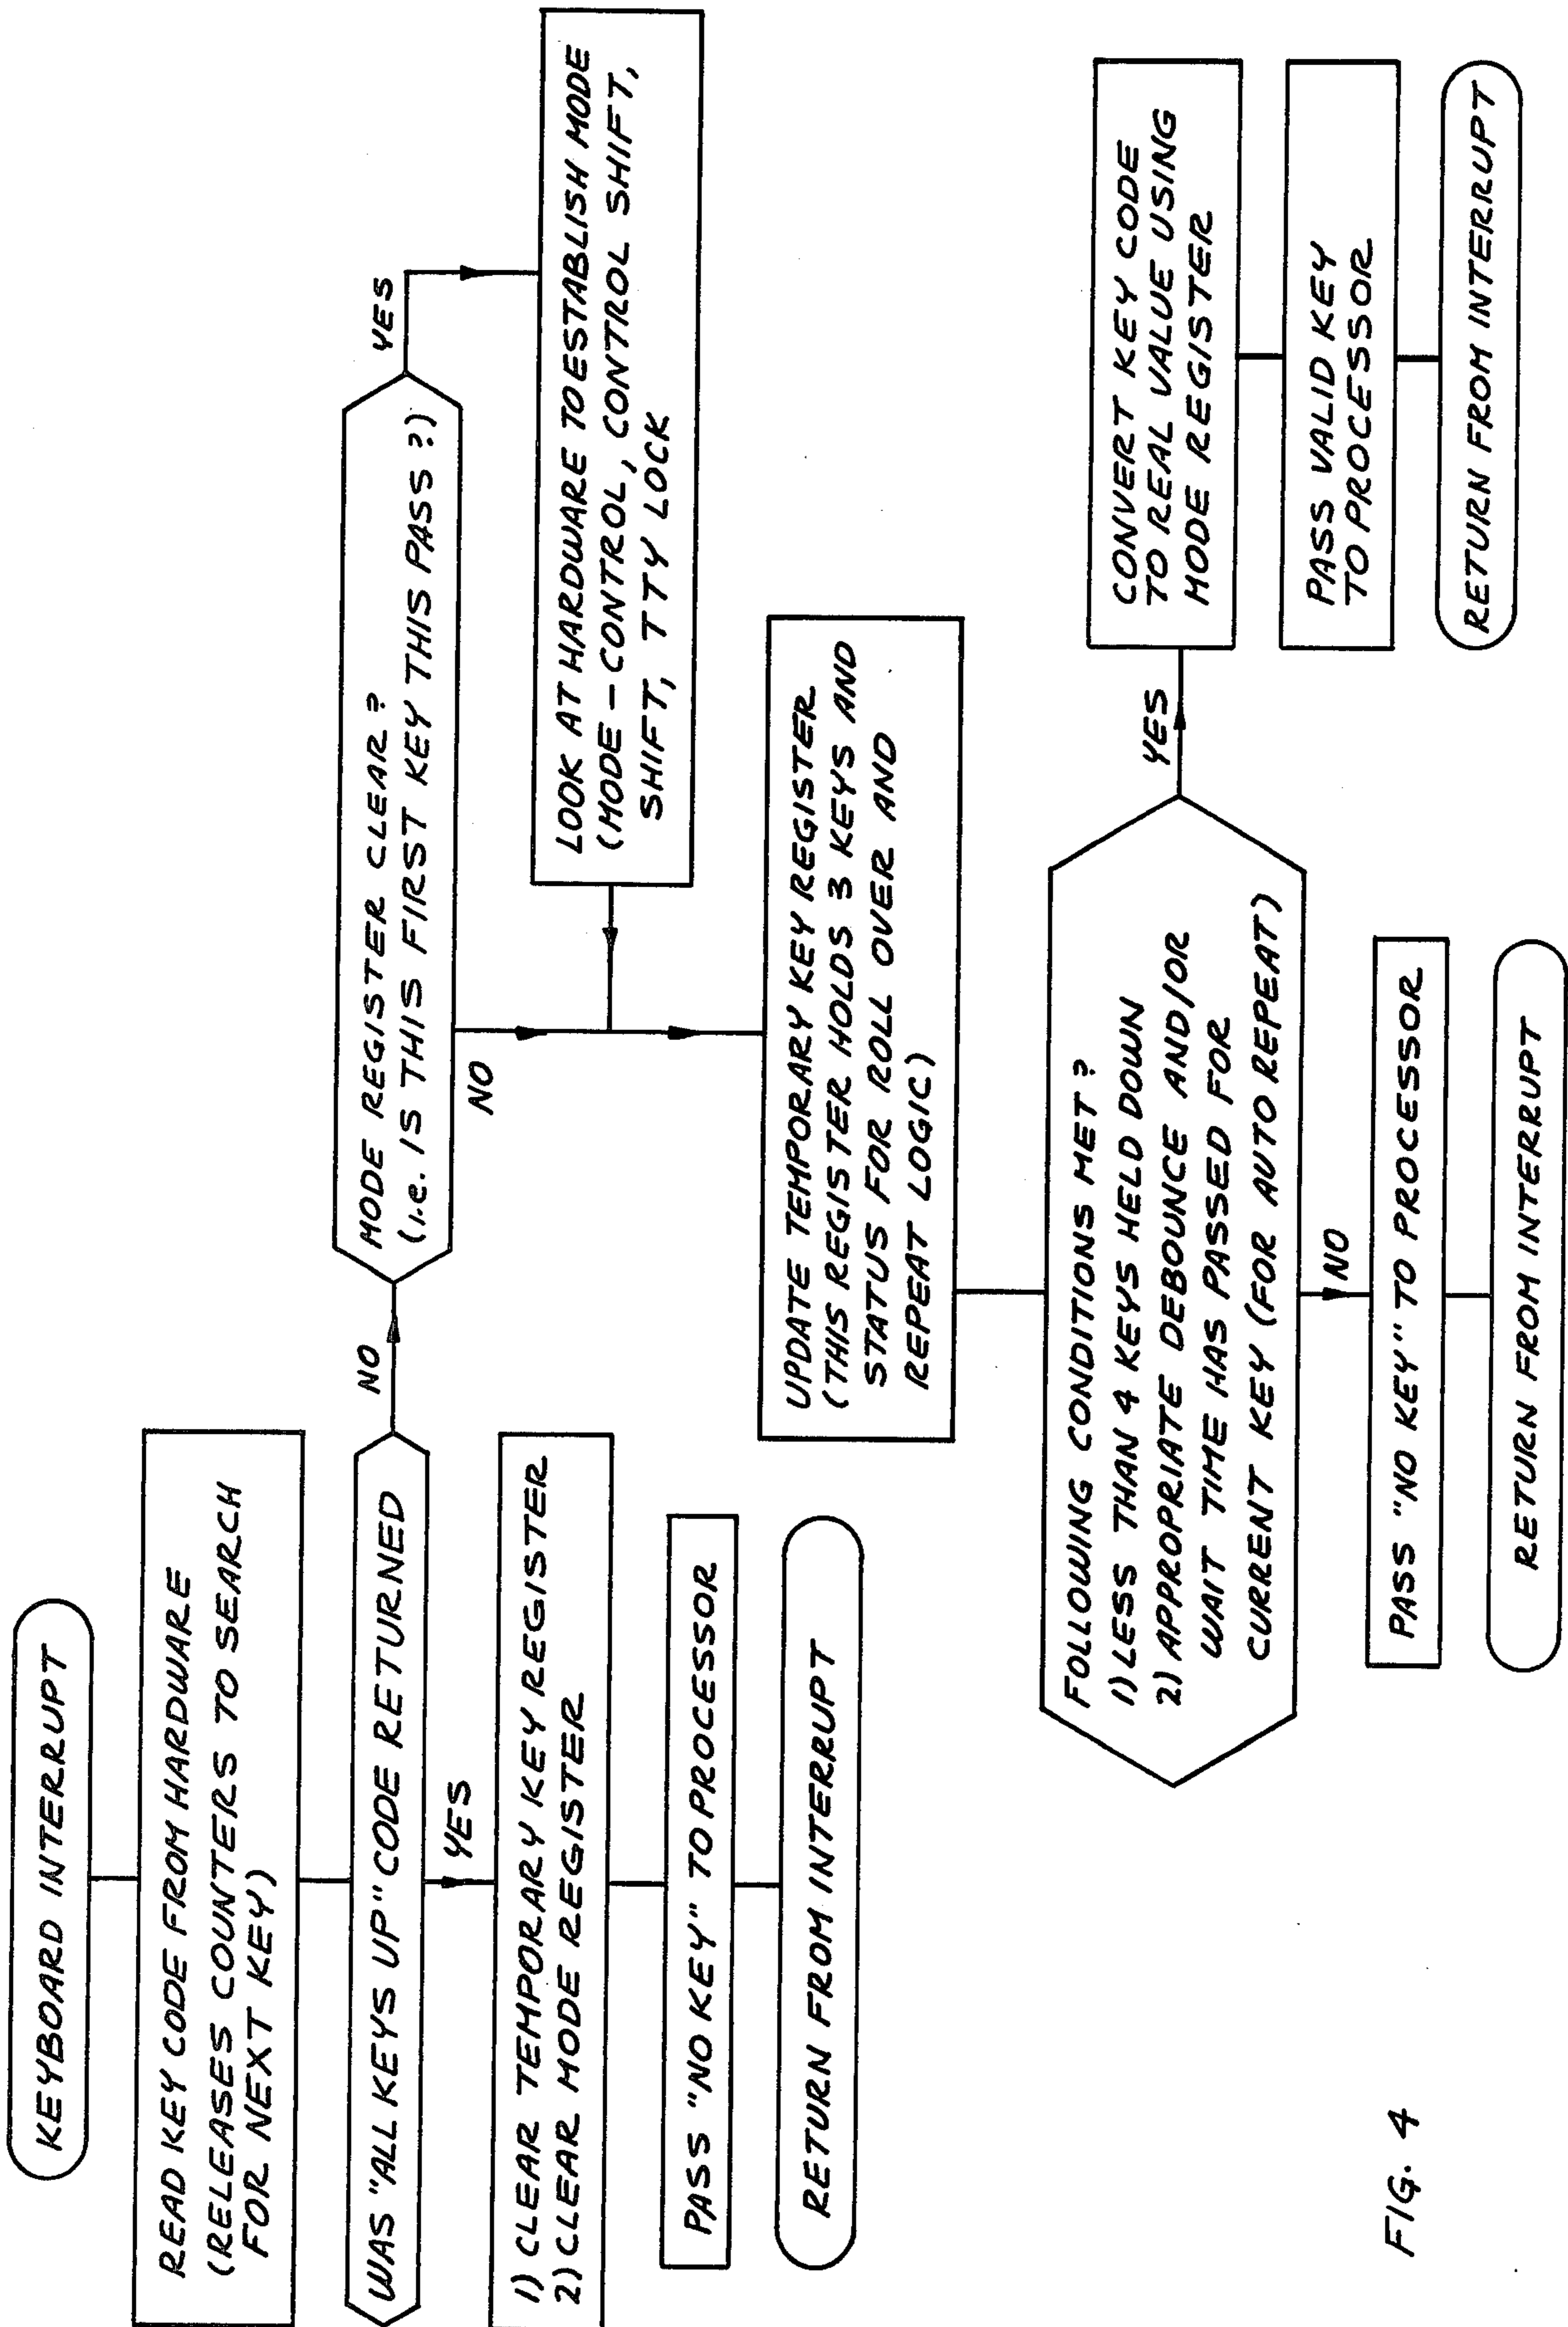 KEYBOARD INTERRUPT
READ KEY CODE FROM HARDWARE
(RELEASES COUNTERS TO SEARCH
FOR NEXT KEY)
WAS "ALL KEYS UP" CODE RETURNED
NO
YES
1) CLEAR TEMPORARY KEY REGISTER
2) CLEAR MODE REGISTER
PASS "NO KEY" TO PROCESSOR
RETURN FROM INTERRUPT
MODE REGISTER CLEAR?
(i.e. IS THIS FIRST KEY THIS PASS?)
YES
NO
LOOK AT HARDWARE TO ESTABLISH MODE
(MODE-CONTROL, CONTROL SHIFT,
SHIFT, TTY LOCK
UPDATE TEMPORARY KEY REGISTER
(THIS REGISTER HOLDS 3 KEYS AND
STATUS FOR ROLL OVER AND
REPEAT LOGIC)
FOLLOWING CONDITIONS MET?
1) LESS THAN 4 KEYS HELD DOWN
2) APPROPRIATE DEBOUNCE AND/OR
WAIT TIME HAS PASSED FOR
CURRENT KEY (FOR AUTO REPEAT)
YES
NO
PASS "NO KEY" TO PROCESSOR
RETURN FROM INTERRUPT
CONVERT KEY CODE
TO REAL VALUE USING
MODE REGISTER
PASS VALID KEY
TO PROCESSOR
RETURN FROM INTERRUPT
FIG. 4